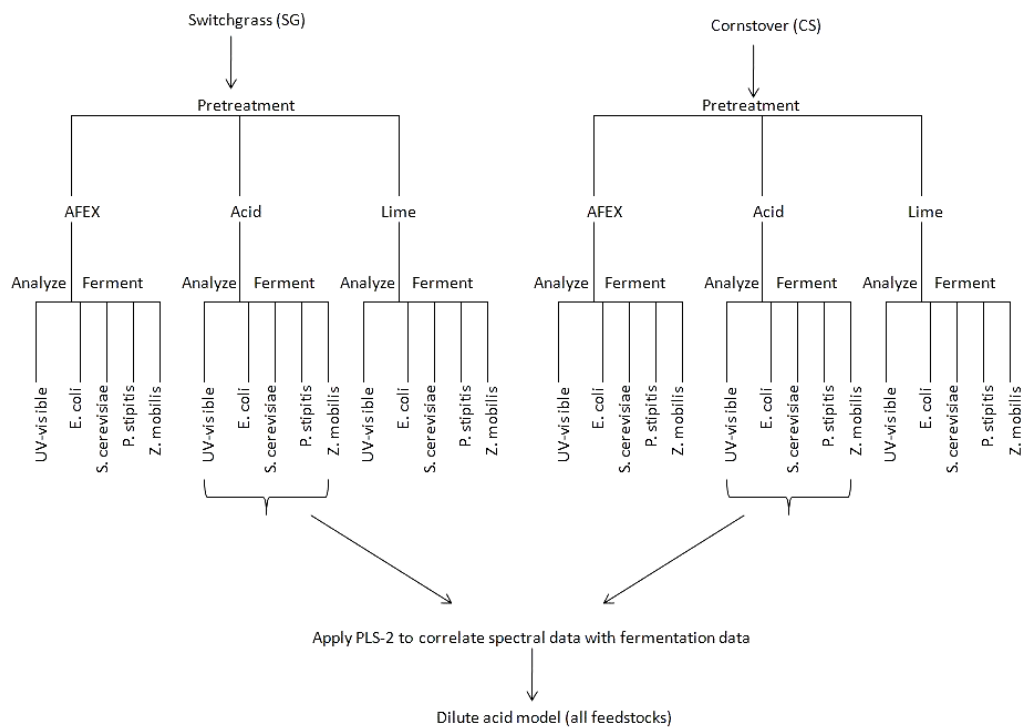 Switchgrass (SG)
Cornstover (CS)
Pretreatment
Pretreatment
AFEX
Acid
Lime
AFEX
Acid
Lime
Analyze Ferment
Analyze Ferment
Analyze Ferment
Analyze Ferment
Analyze Ferment
Analyze Ferment
UV-visible
E. coli
S. cerevisiae
P. stipitis
Z. mobilis
UV-visible
E. coli
S. cerevisiae
P. stipitis
Z. mobilis
UV-visible
E. coli
S. cerevisiae
P. stipitis
Z. mobilis
UV-visible
E. coli
S. cerevisiae
P. stipitis
Z. mobilis
UV-visible
E. coli
S. cerevisiae
P. stipitis
Z. mobilis
UV-visible
E. coli
S. cerevisiae
P. stipitis
Z. mobilis
Apply PLS-2 to correlate spectral data with fermentation data
Dilute acid model (all feedstocks)